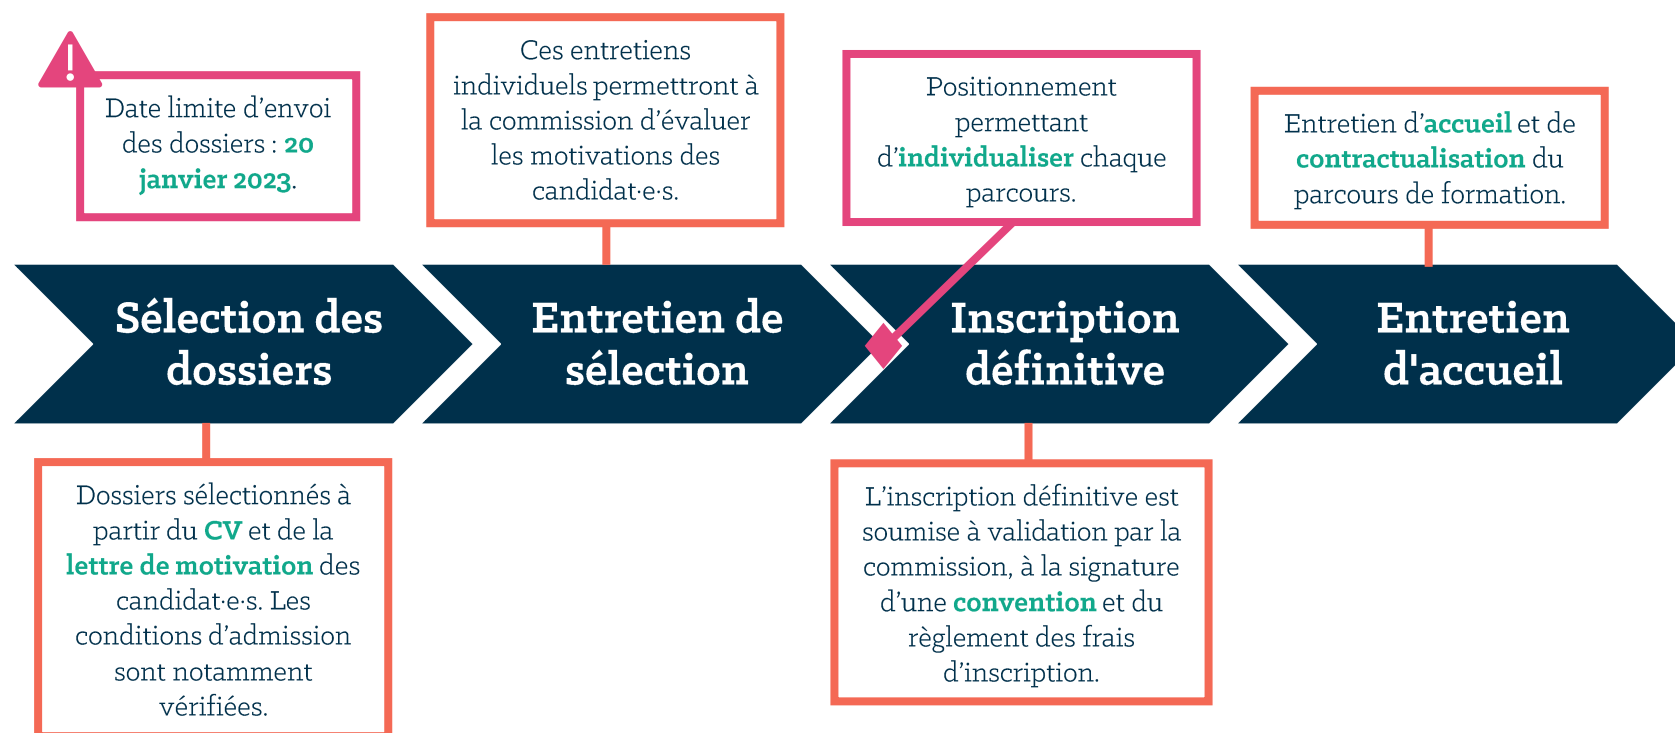 Date limite d’envoi
des dossiers : 20
janvier 2023.
Ces entretiens
individuels permettront à
la commission d’évaluer
les motivations des
candidat·e·s.
Positionnement
permettant
d’individualiser chaque
parcours.
Entretien d’accueil et de
contractualisation du
parcours de formation.
Sélection des
dossiers
Entretien de
sélection
Inscription
définitive
Entretien
d'accueil
Dossiers sélectionnés à
partir du CV et de la
lettre de motivation des
candidat·e·s. Les
conditions d’admission
sont notamment
vérifiées.
L’inscription définitive est
soumise à validation par la
commission, à la signature
d’une convention et du
règlement des frais
d’inscription.